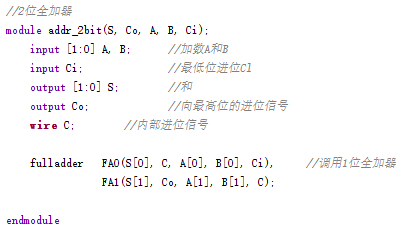 //2位全加器
module addr_2bit(S, Co, A, B, Ci);
input [1:0] A, B; //加数A和B
input Ci; //最低位进位Cl
output [1:0] S; //和
output Co; //向最高位的进位信号
wire C; //内部进位信号
fulladder FA0(S[0], C, A[0], B[0], Ci), //调用1位全加器
FA1(S[1], Co, A[1], B[1], C);
endmodule